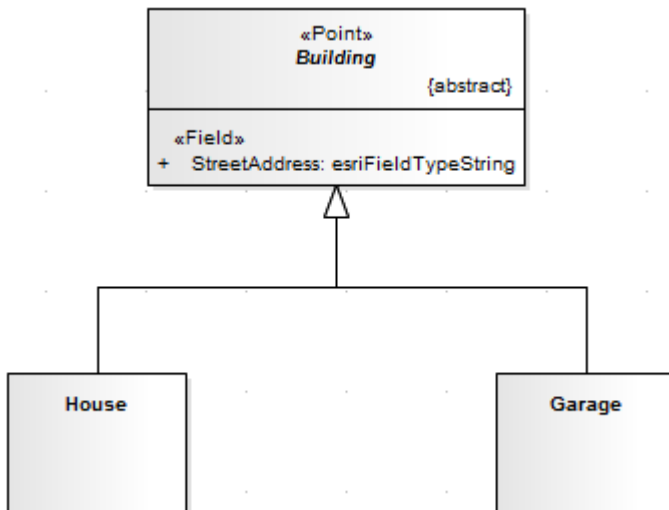 «Point»
Building
{abstract}
«Field»
+ StreetAddress: esriFieldTypeString
House
Garage